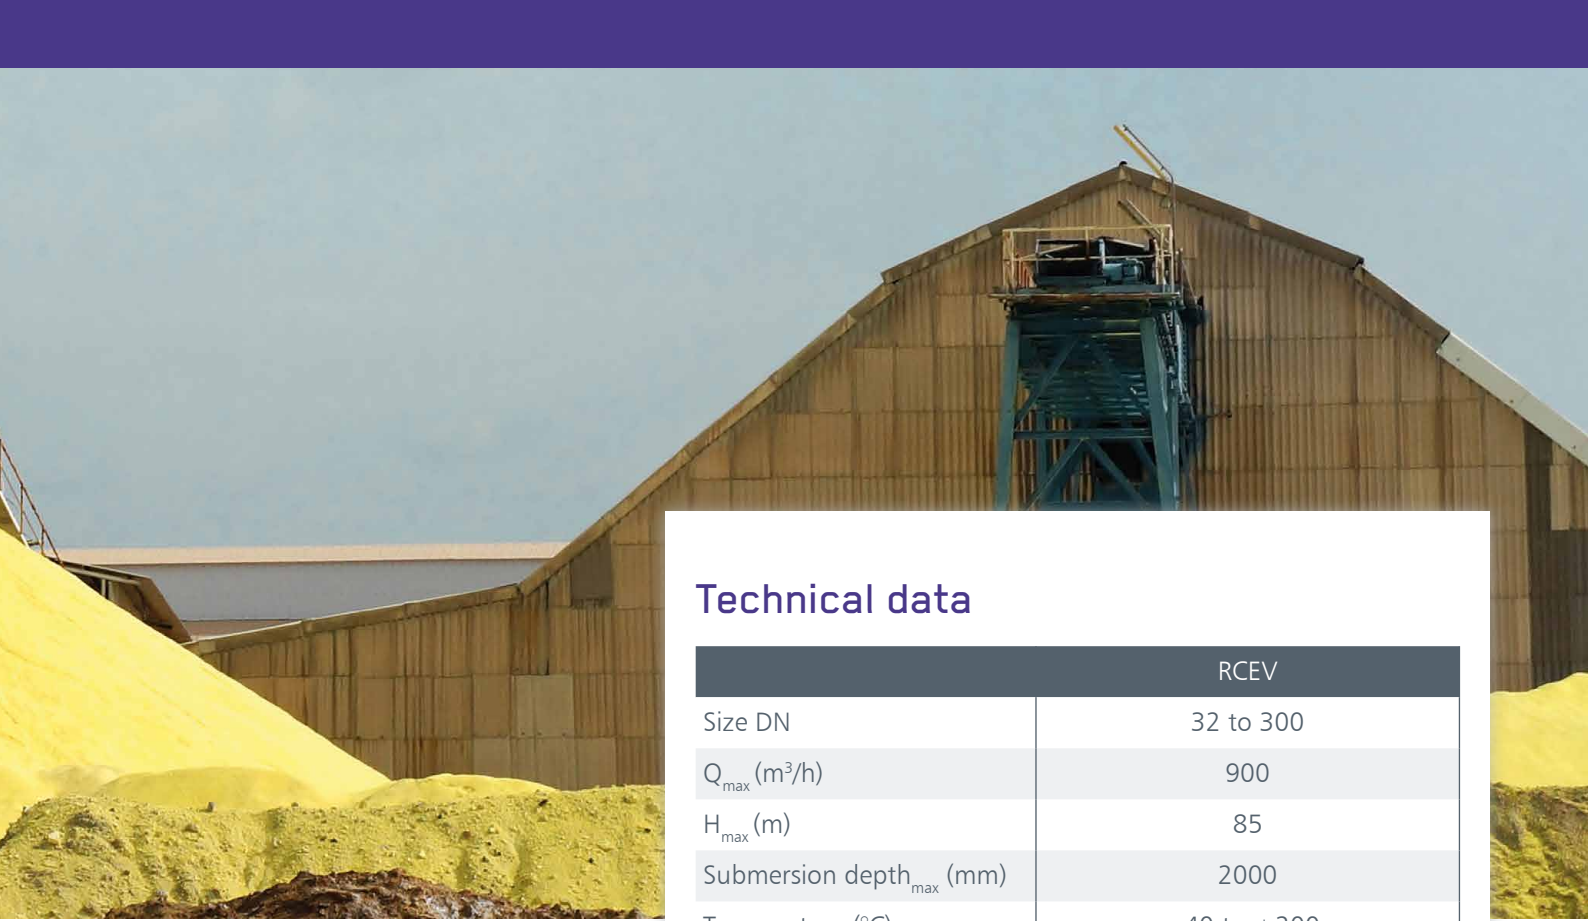 Technical data
RCEV
Size DN 32 to 300
Qmax (m³/h) 900
Hmax (m) 85
Submersion depthmax (mm) 2000